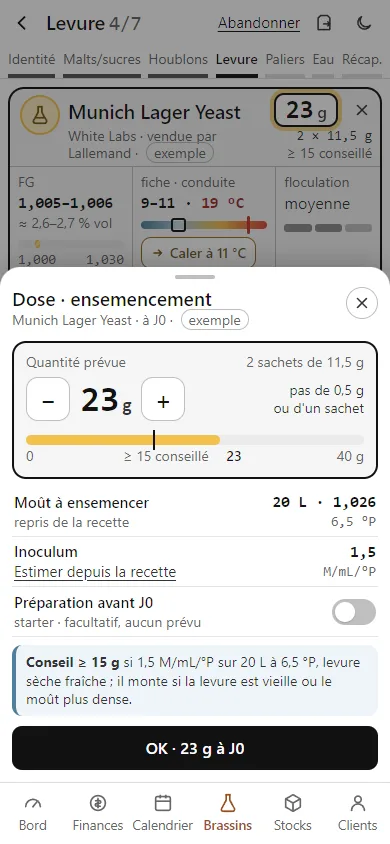 Levure 4/7
Abandonner
Identité Malts/sucres Houblons Levure Paliers Eau Récap.
Munich Lager Yeast
23 g
White Labs · vendue par
Lallemand · exemple
2 x 11,5 g
≥ 15 conseillé
FG
1,005–1,006
≈ 2,6–2,7 % vol
1,000 1,030
fiche · conduite
9–11 · 19 °C
→ Caler à 11 °C
floculation
moyenne
Dose · ensemencement
Munich Lager Yeast · à J0 · exemple
Quantité prévue
2 sachets de 11,5 g
− 23 g +
pas de 0,5 g
ou d'un sachet
0 ≥ 15 conseillé 23 40 g
Moût à ensemencer
20 L · 1,026
repris de la recette
6,5 °P
Inoculum
1,5
Estimer depuis la recette
M/mL/°P
Préparation avant J0
starter · facultatif, aucun prévu
Conseil ≥ 15 g si 1,5 M/mL/°P sur 20 L à 6,5 °P, levure
sèche fraîche ; il monte si la levure est vieille ou le
moût plus dense.
OK · 23 g à J0
Bord Finances Calendrier Brassins Stocks Clients